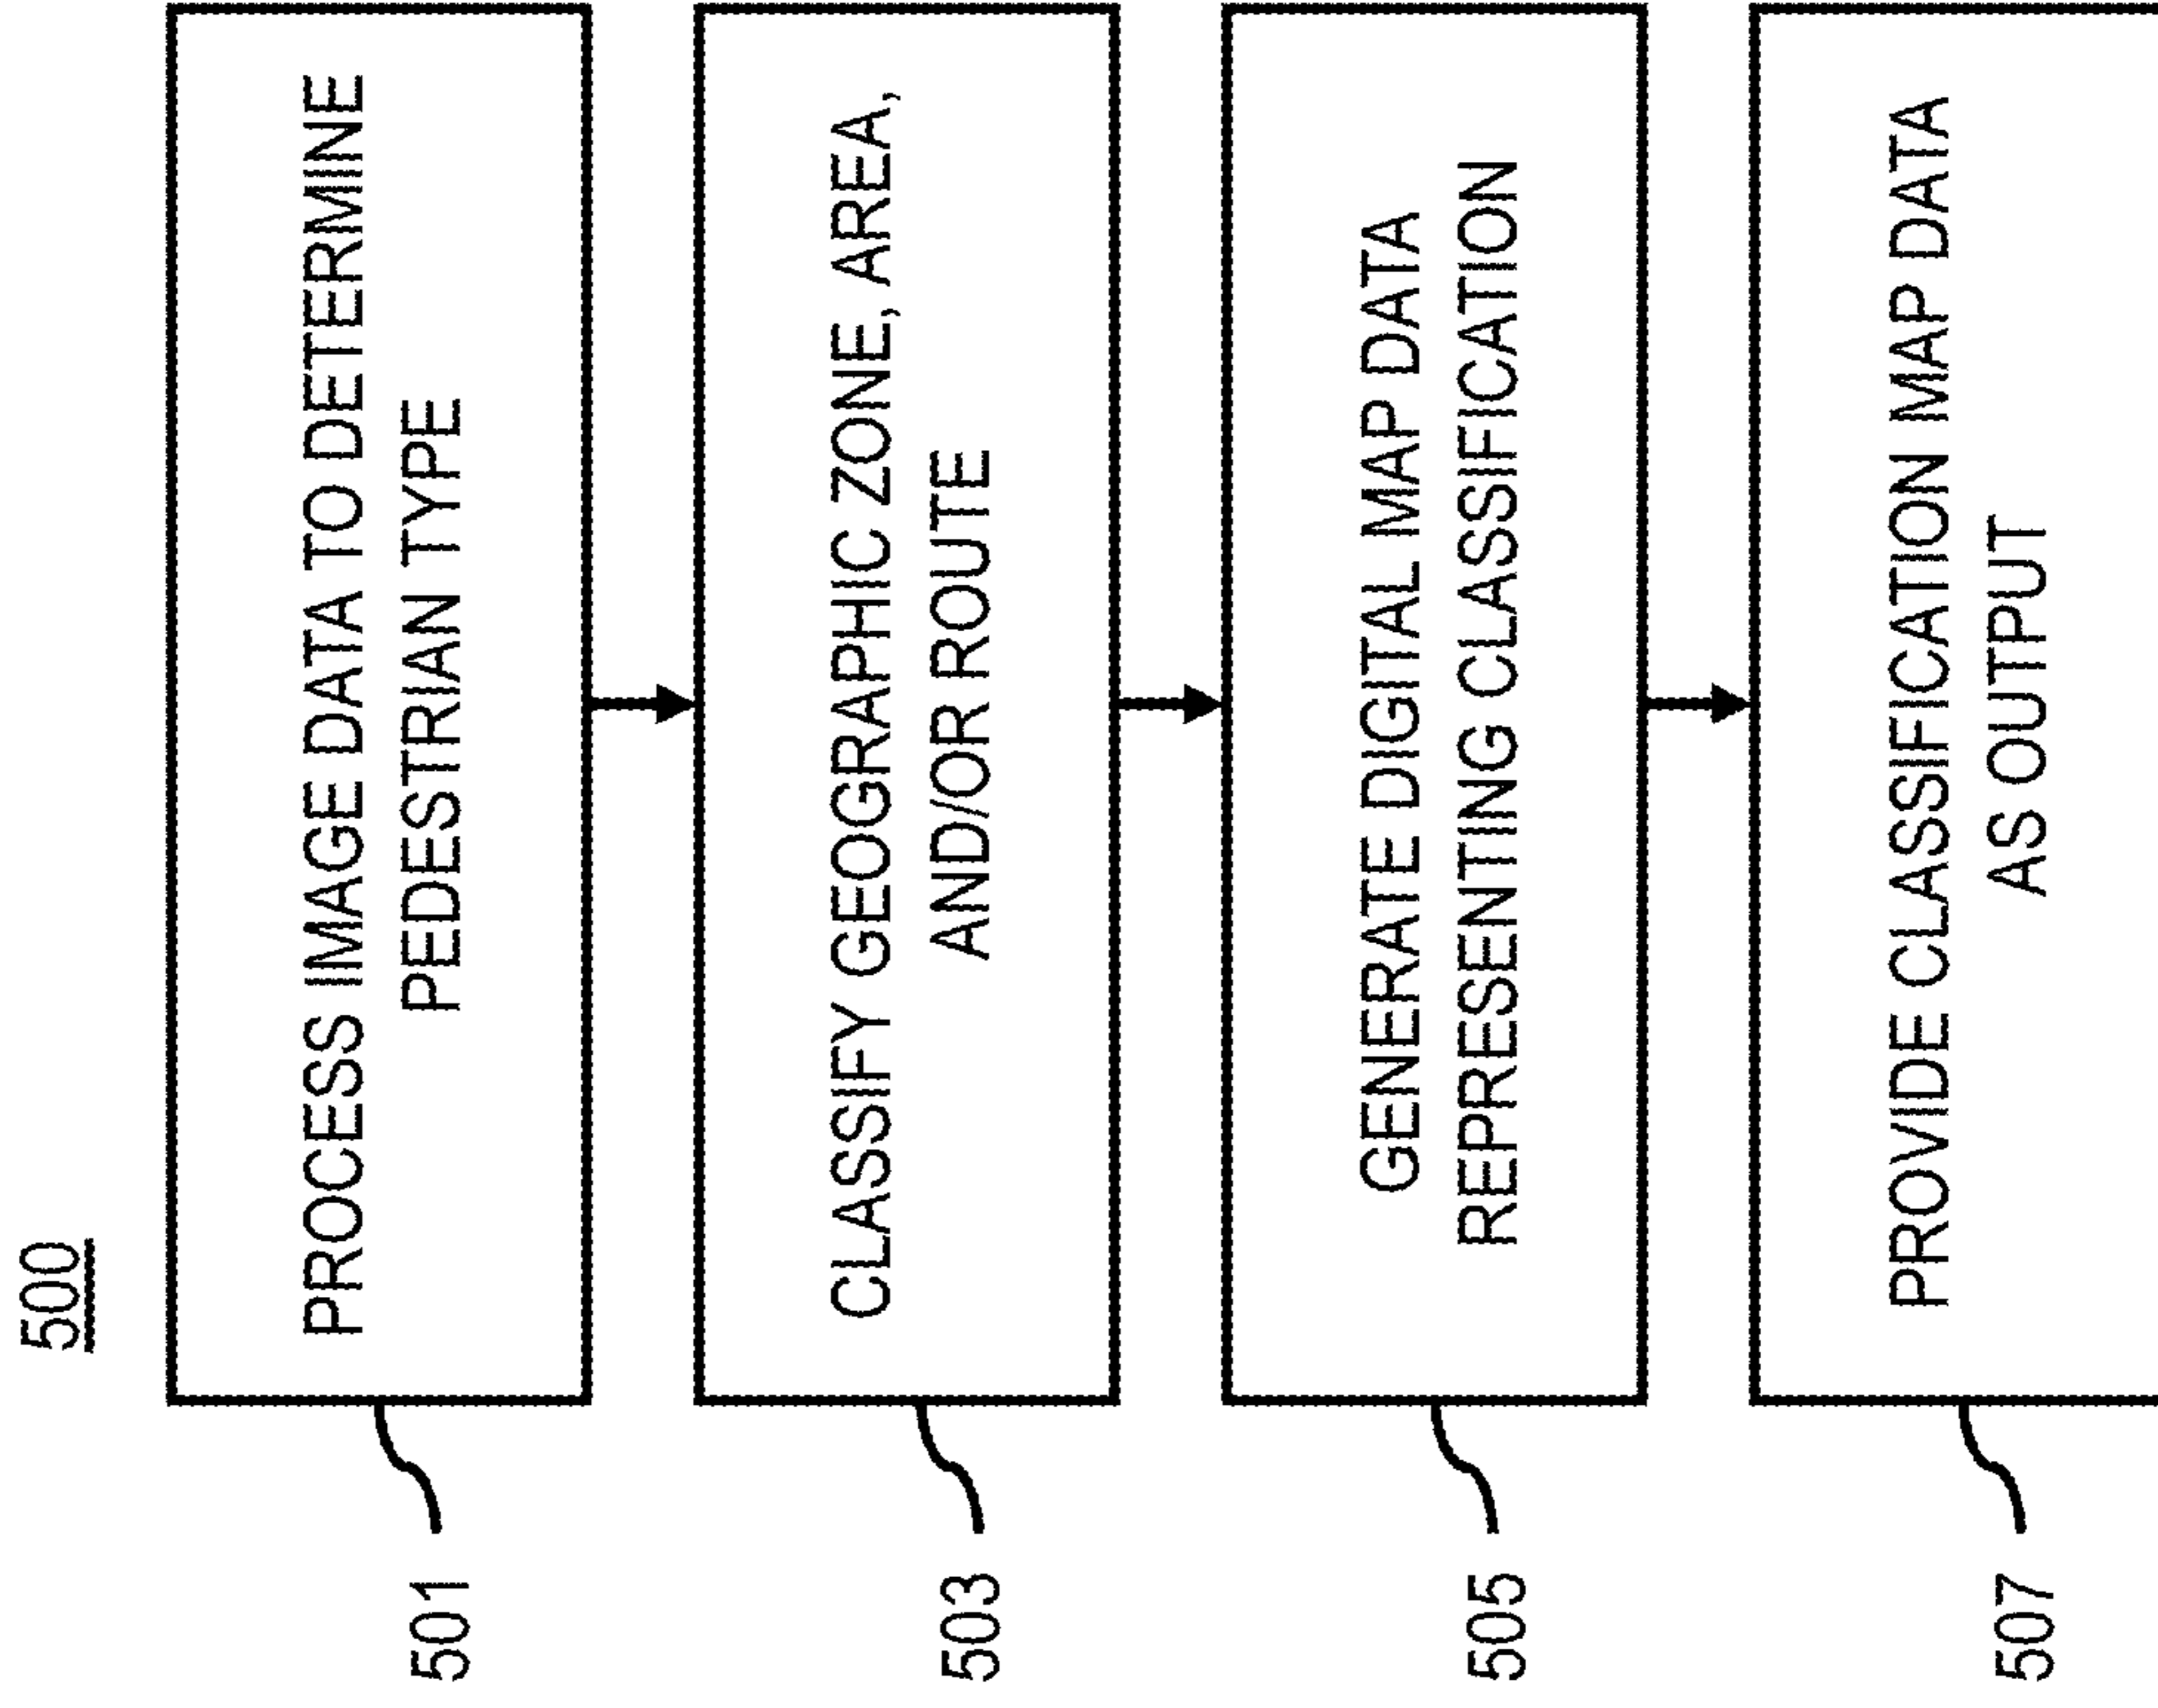 500
501
PROCESS IMAGE DATA TO DETERMINE
PEDESTRIAN TYPE
503
CLASSIFY GEOGRAPHIC ZONE, AREA,
AND/OR ROUTE
505
GENERATE DIGITAL MAP DATA
REPRESENTING CLASSIFICATION
507
PROVIDE CLASSIFICATION MAP DATA
AS OUTPUT